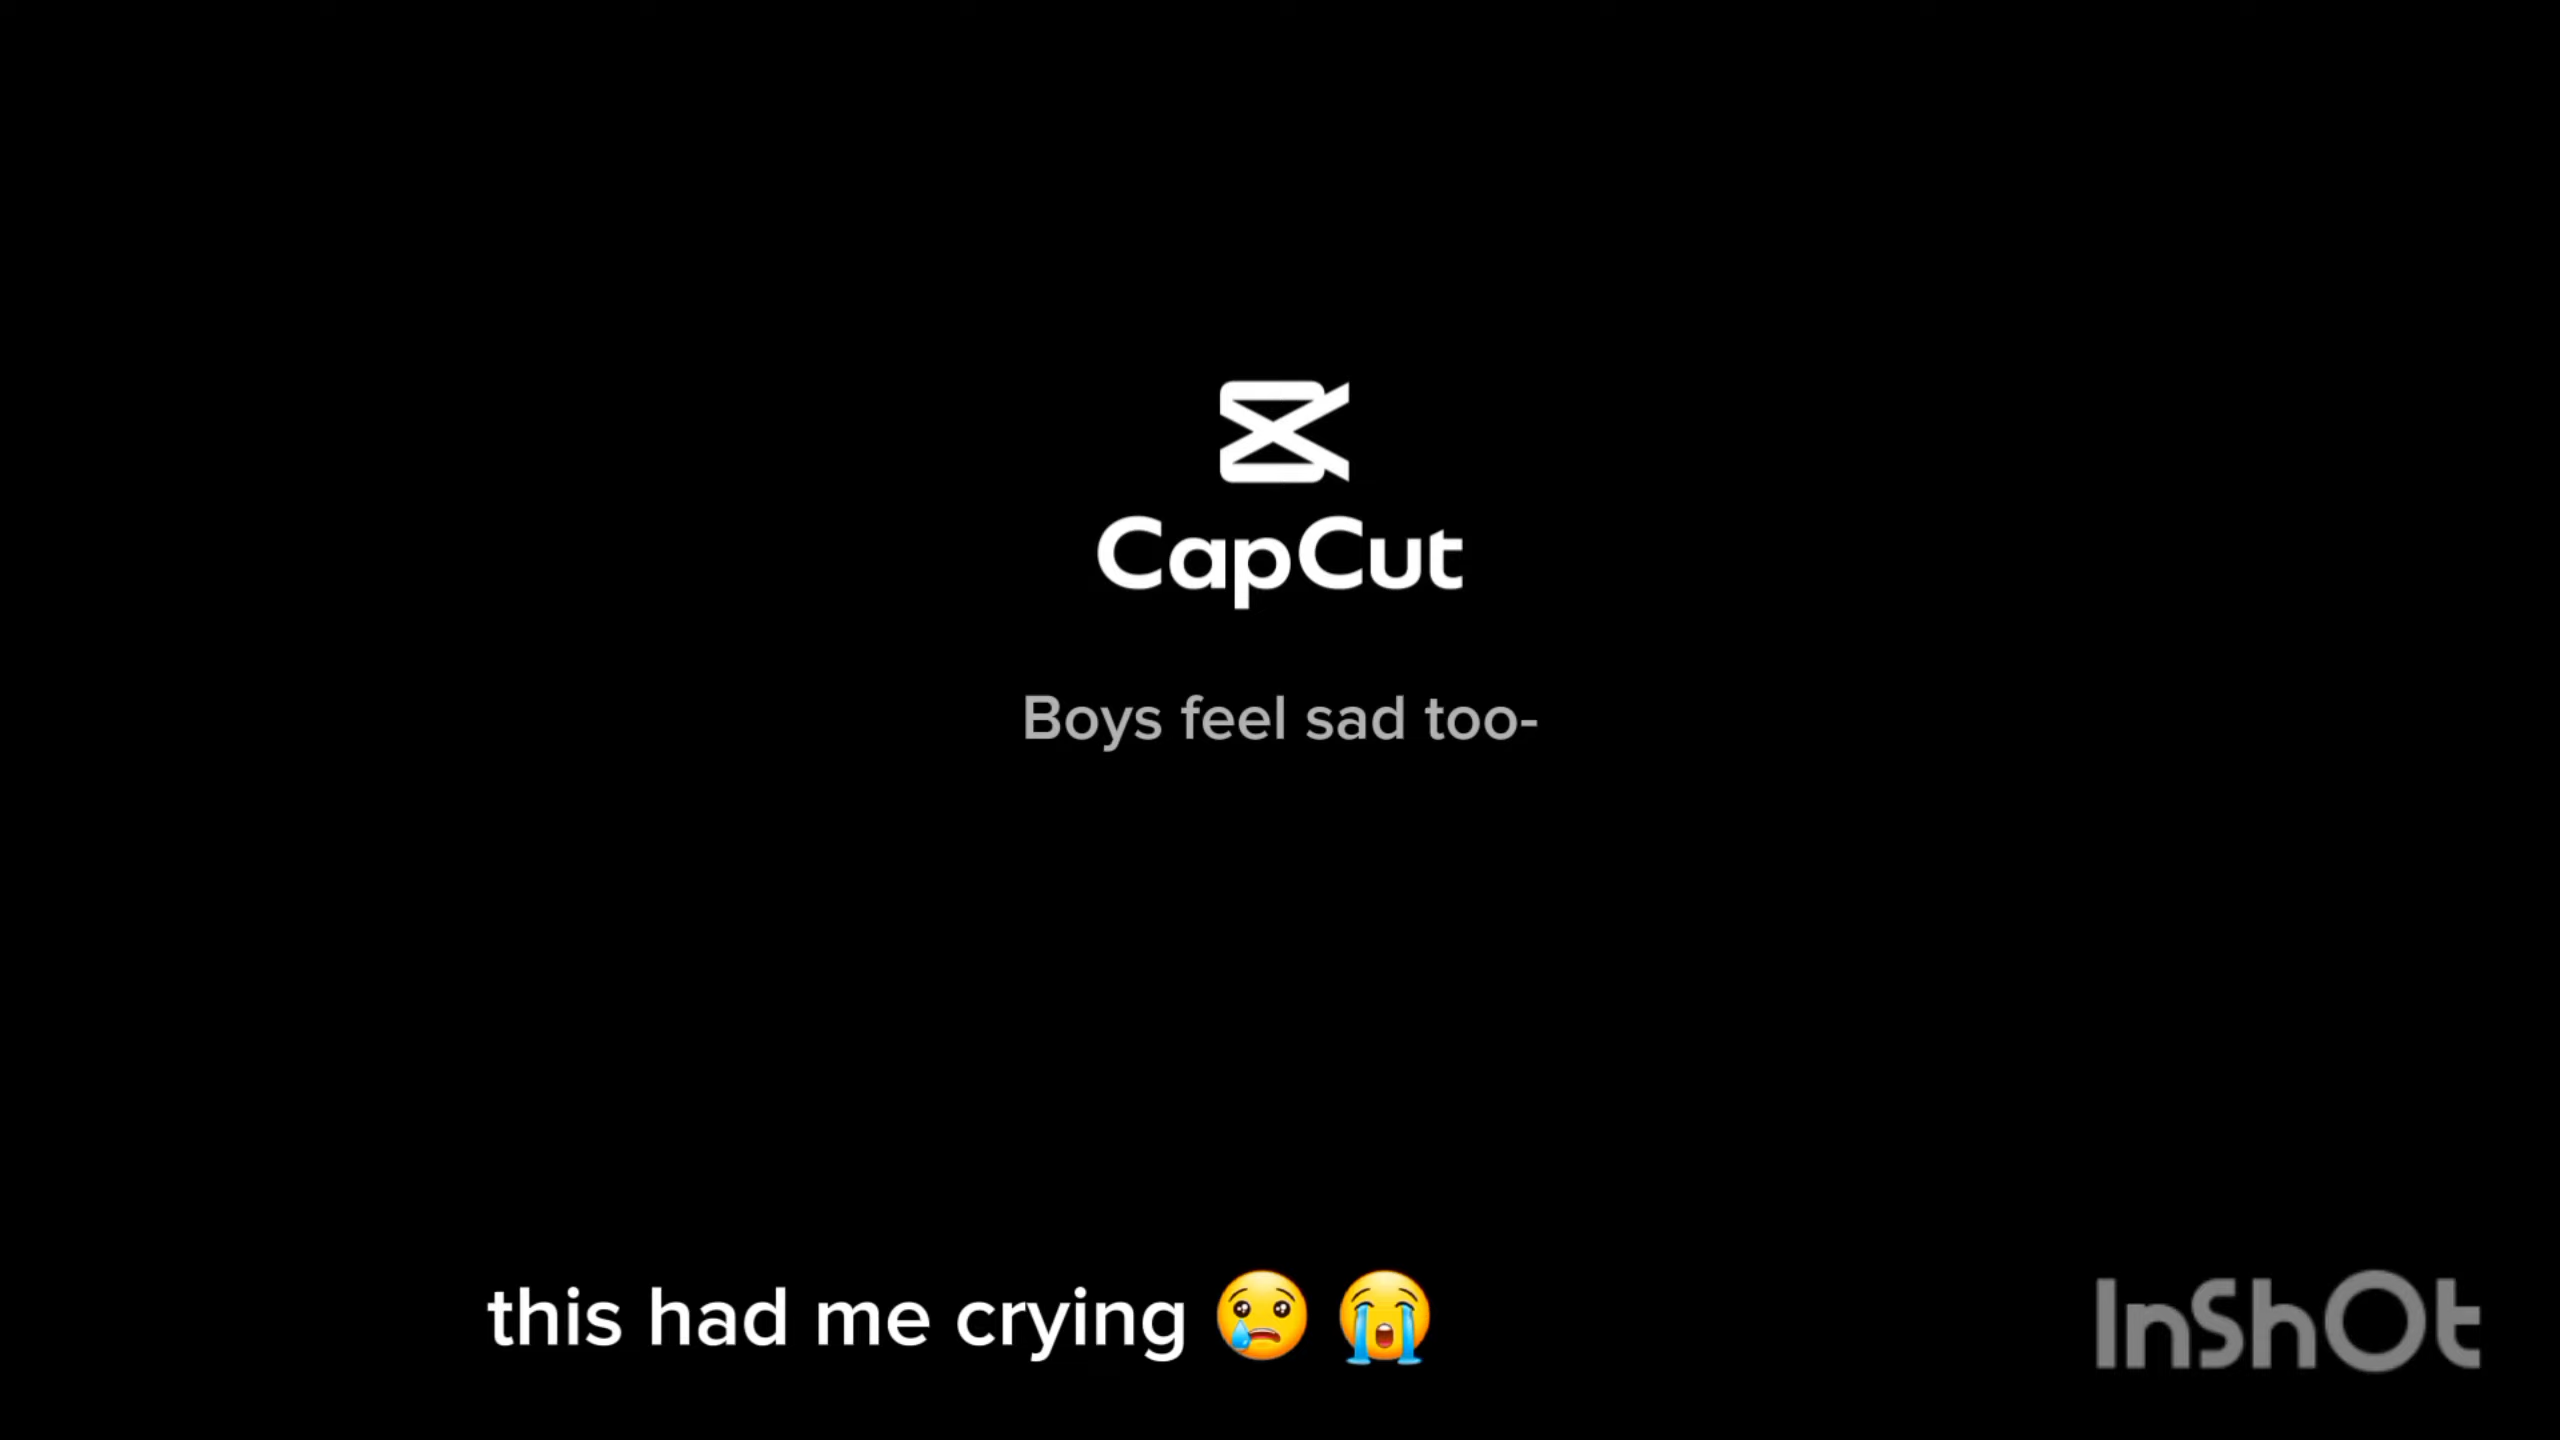 CapCut
Boys feel sad too-
this had me crying 😢 😭
InShOt